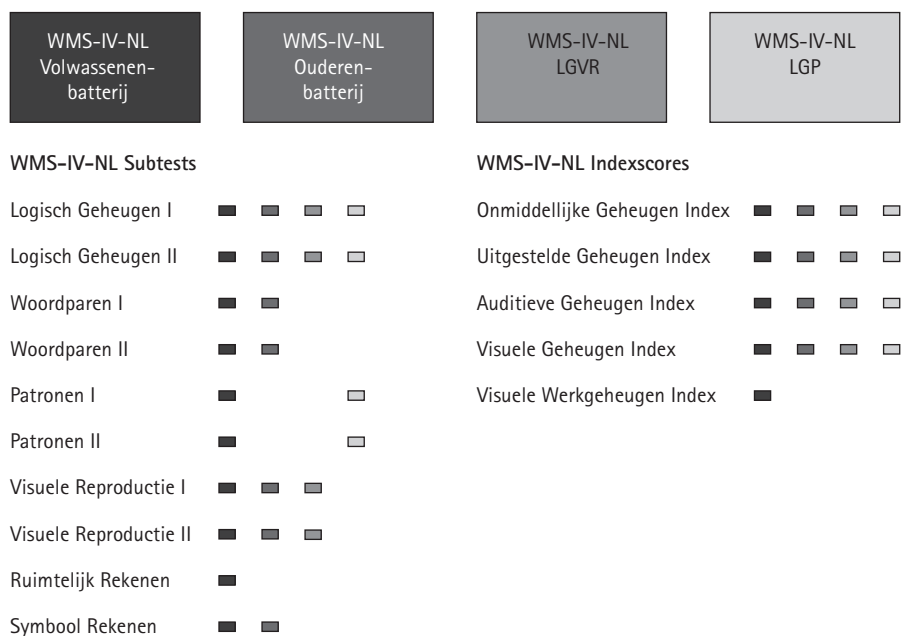 WMS-IV-NL
Volwassenen-
batterij
WMS-IV-NL
Ouderen-
batterij
WMS-IV-NL
LGVR
WMS-IV-NL
LGP
WMS-IV-NL Subtests
Logisch Geheugen I
Logisch Geheugen II
Woordparen I
Woordparen II
Patronen I
Patronen II
Visuele Reproductie I
Visuele Reproductie II
Ruimtelijk Rekenen
Symbool Rekenen
WMS-IV-NL Indexscores
Onmiddellijke Geheugen Index
Uitgestelde Geheugen Index
Auditieve Geheugen Index
Visuele Geheugen Index
Visuele Werkgeheugen Index